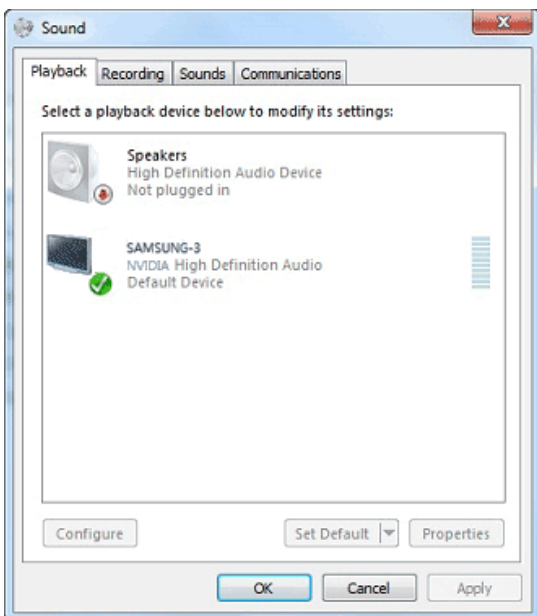 Sound
Playback Recording Sounds Communications
Select a playback device below to modify its settings:
Speakers
High Definition Audio Device
Not plugged in
SAMSUNG-3
NVIDIA High Definition Audio
Default Device
Configure Set Default Properties
OK Cancel Apply